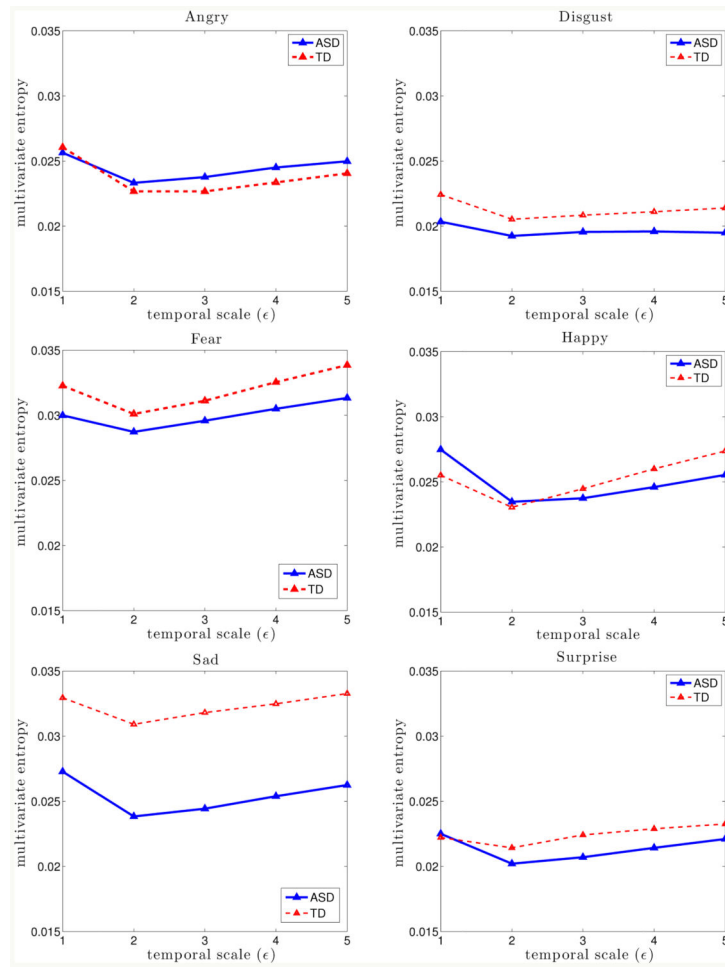 Angry
0.035
0.03
0.025
0.02
0.015
multivariate entropy
ASD
TD
1 2 3 4 5
temporal scale (ϵ)
Disgust
0.035
0.03
0.025
0.02
0.015
multivariate entropy
ASD
TD
1 2 3 4 5
temporal scale (ϵ)
Fear
0.035
0.03
0.025
0.02
0.015
multivariate entropy
ASD
TD
1 2 3 4 5
temporal scale (ϵ)
Happy
0.035
0.03
0.025
0.02
0.015
multivariate entropy
ASD
TD
1 2 3 4 5
temporal scale
Sad
0.035
0.03
0.025
0.02
0.015
multivariate entropy
ASD
TD
1 2 3 4 5
temporal scale (ϵ)
Surprise
0.035
0.03
0.025
0.02
0.015
multivariate entropy
ASD
TD
1 2 3 4 5
temporal scale (ϵ)